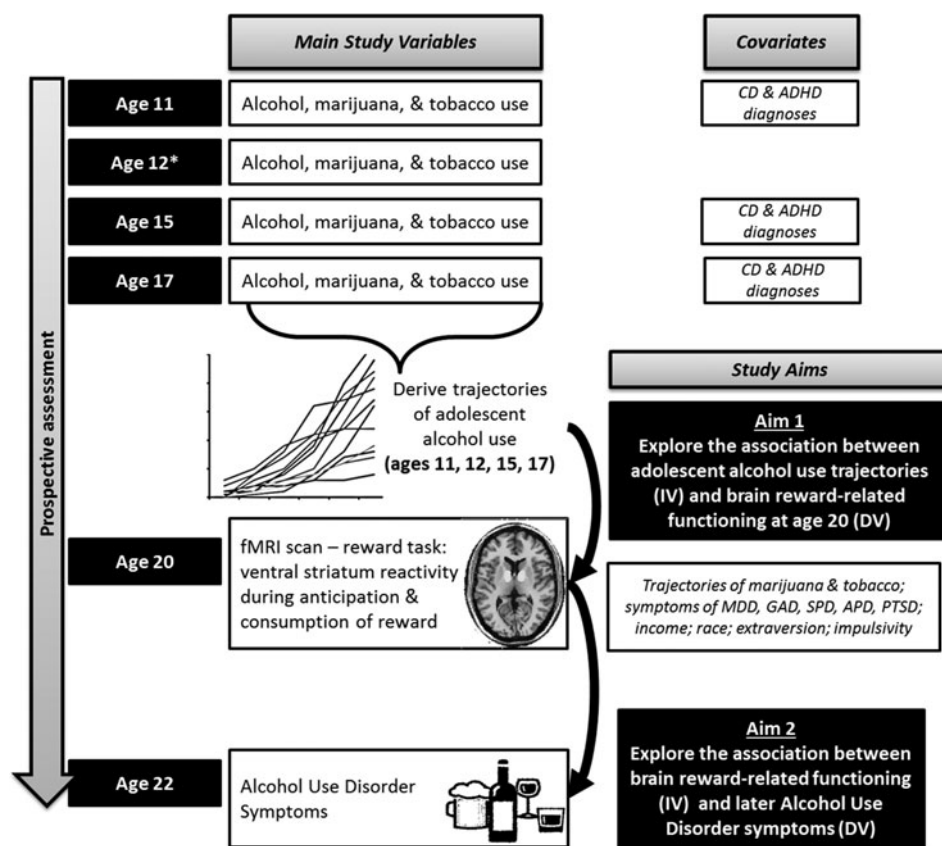 Main Study Variables
Covariates
Age 11
Alcohol, marijuana, & tobacco use
CD & ADHD
diagnoses
Age 12*
Alcohol, marijuana, & tobacco use
Age 15
Alcohol, marijuana, & tobacco use
CD & ADHD
diagnoses
Age 17
Alcohol, marijuana, & tobacco use
CD & ADHD
diagnoses
Prospective assessment
Derive trajectories
of adolescent
alcohol use
(ages 11, 12, 15, 17)
Study Aims
Aim 1
Explore the association between
adolescent alcohol use trajectories
(IV) and brain reward-related
functioning at age 20 (DV)
Age 20
fMRI scan – reward task:
ventral striatum reactivity
during anticipation &
consumption of reward
Trajectories of marijuana & tobacco;
symptoms of MDD, GAD, SPD, APD, PTSD;
income; race; extraversion; impulsivity
Age 22
Alcohol Use Disorder
Symptoms
Aim 2
Explore the association between
brain reward-related functioning
(IV) and later Alcohol Use
Disorder symptoms (DV)